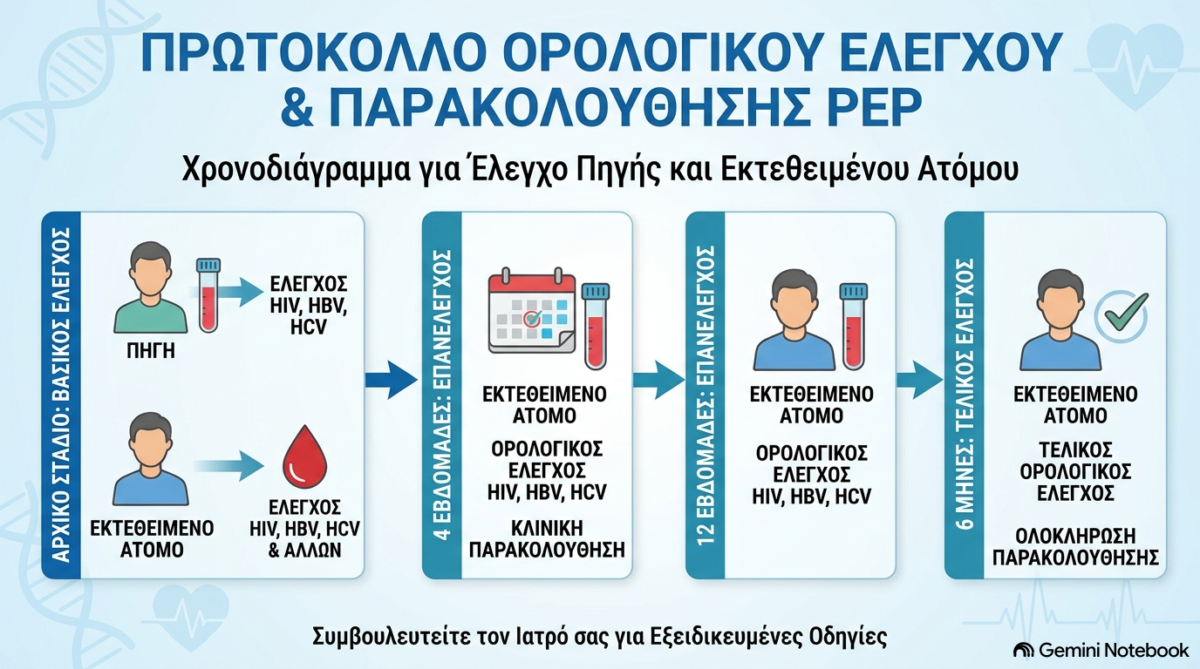 ΠΡΩΤΟΚΟΛΛΟ ΟΡΟΛΟΓΙΚΟΥ ΕΛΕΓΧΟΥ
& ΠΑΡΑΚΟΛΟΥΘΗΣΗΣ PEP
Χρονοδιάγραμμα για Έλεγχο Πηγής και Εκτεθειμένου Ατόμου
ΑΡΧΙΚΟ ΣΤΑΔΙΟ: ΒΑΣΙΚΟΣ ΕΛΕΓΧΟΣ
ΠΗΓΗ
ΕΛΕΓΧΟΣ
HIV, HBV,
HCV
ΕΚΤΕΘΕΙΜΕΝΟ
ΑΤΟΜΟ
ΕΛΕΓΧΟΣ
HIV, HBV, HCV
& ΑΛΛΩΝ
4 ΕΒΔΟΜΑΔΕΣ: ΕΠΑΝΕΛΕΓΧΟΣ
ΕΚΤΕΘΕΙΜΕΝΟ
ΑΤΟΜΟ
ΟΡΟΛΟΓΙΚΟΣ
ΕΛΕΓΧΟΣ
HIV, HBV, HCV
ΚΛΙΝΙΚΗ
ΠΑΡΑΚΟΛΟΥΘΗΣΗ
12 ΕΒΔΟΜΑΔΕΣ: ΕΠΑΝΕΛΕΓΧΟΣ
ΕΚΤΕΘΕΙΜΕΝΟ
ΑΤΟΜΟ
ΟΡΟΛΟΓΙΚΟΣ
ΕΛΕΓΧΟΣ
HIV, HBV, HCV
6 ΜΗΝΕΣ: ΤΕΛΙΚΟΣ ΕΛΕΓΧΟΣ
ΕΚΤΕΘΕΙΜΕΝΟ
ΑΤΟΜΟ
ΤΕΛΙΚΟΣ
ΟΡΟΛΟΓΙΚΟΣ
ΕΛΕΓΧΟΣ
ΟΛΟΚΛΗΡΩΣΗ
ΠΑΡΑΚΟΛΟΥΘΗΣΗΣ
Συμβουλευτείτε τον Ιατρό σας για Εξειδικευμένες Οδηγίες
Gemini Notebook